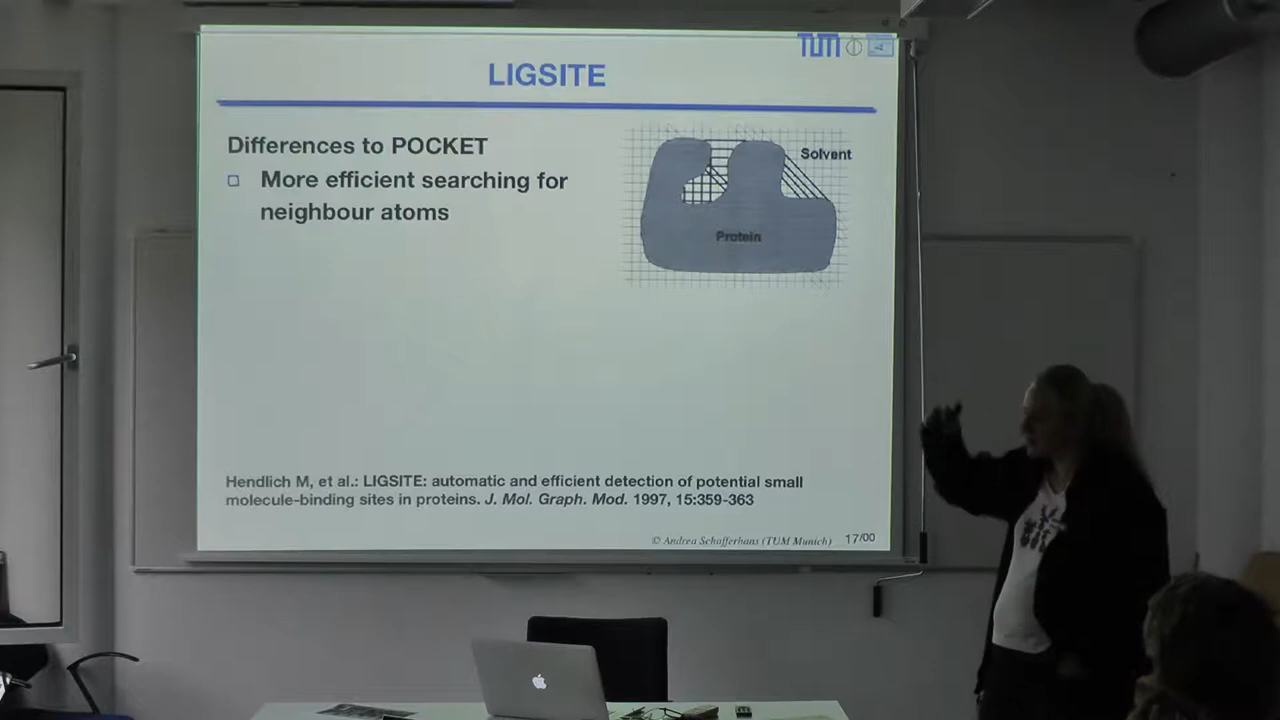 TUM
LIGSITE
Differences to POCKET
More efficient searching for
neighbour atoms
Solvent
Protein
Hendlich M, et al.: LIGSITE: automatic and efficient detection of potential small
molecule-binding sites in proteins. J. Mol. Graph. Mod. 1997, 15:359-363
© Andrea Schafferhans (TUM Munich)
17/00